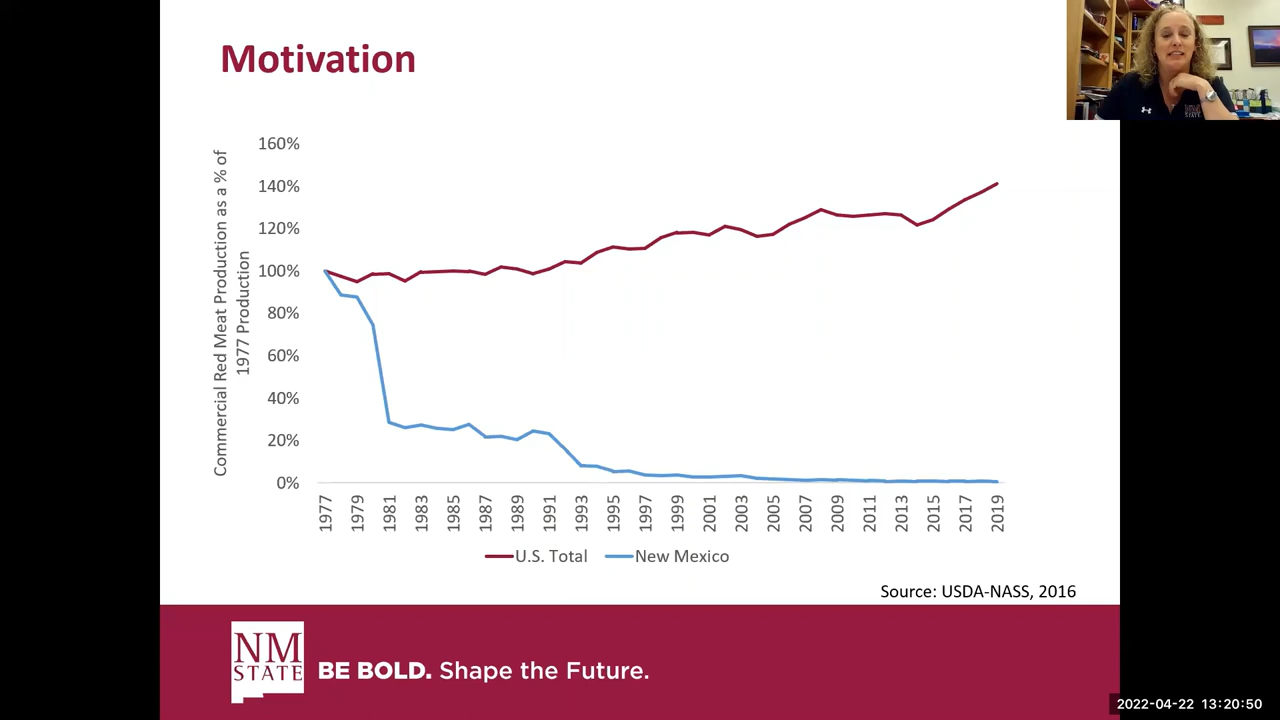 Motivation
Commercial Red Meat Production as a % of
1977 Production
160%
140%
120%
100%
80%
60%
40%
20%
0%
1977
1979
1981
1983
1985
1987
1989
1991
1993
1995
1997
1999
2001
2003
2005
2007
2009
2011
2013
2015
2017
2019
U.S. Total
New Mexico
Source: USDA-NASS, 2016
NM
STATE
BE BOLD. Shape the Future.
NM
STATE
2022-04-22 13:20:50